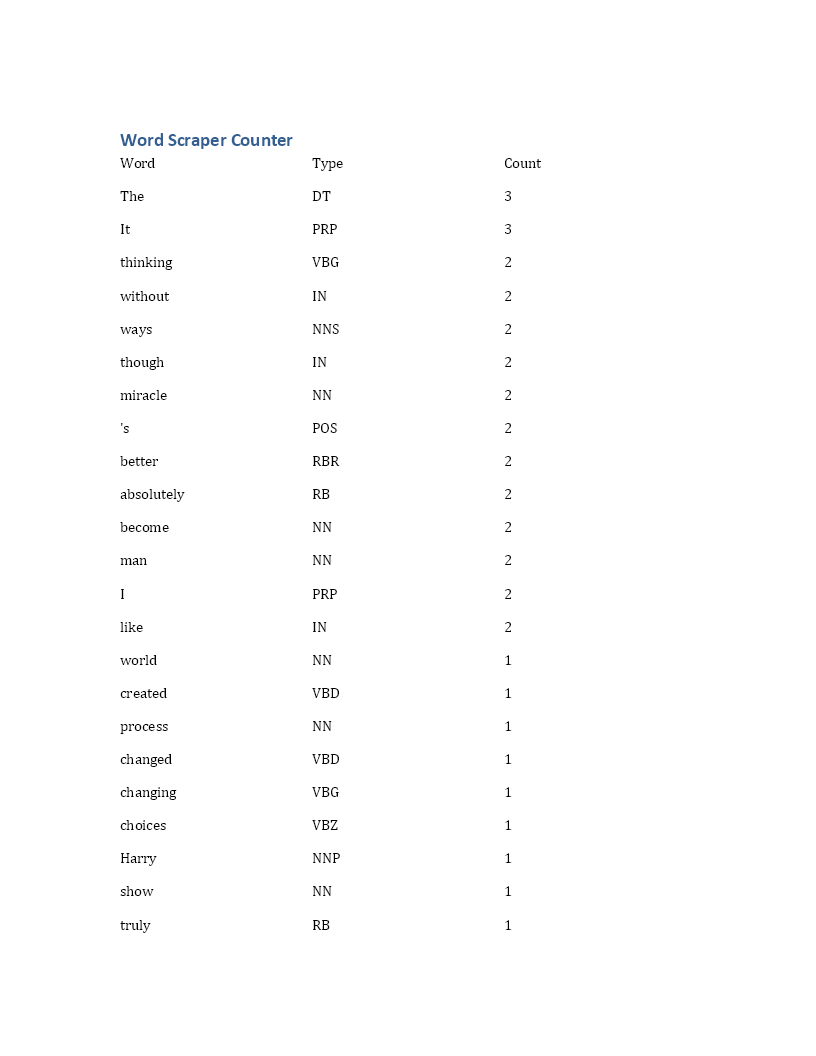 Word Scraper Counter
Word Type Count
The DT 3
It PRP 3
thinking VBG 2
without IN 2
ways NNS 2
though IN 2
miracle NN 2
's POS 2
better RBR 2
absolutely RB 2
become NN 2
man NN 2
I PRP 2
like IN 2
world NN 1
created VBD 1
process NN 1
changed VBD 1
changing VBG 1
choices VBZ 1
Harry NNP 1
show NN 1
truly RB 1